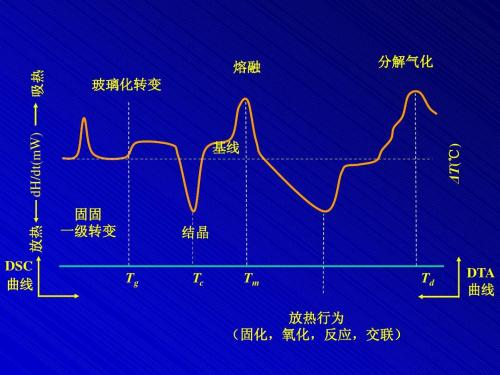 熔融
分解气化
玻璃化转变
吸热
dH/dt(mW)
放热
基线
ΔT(℃)
固固
一级转变
结晶
DSC
曲线
Tg
Tc
Tm
Td
DTA
曲线
放热行为
（固化，氧化，反应，交联）